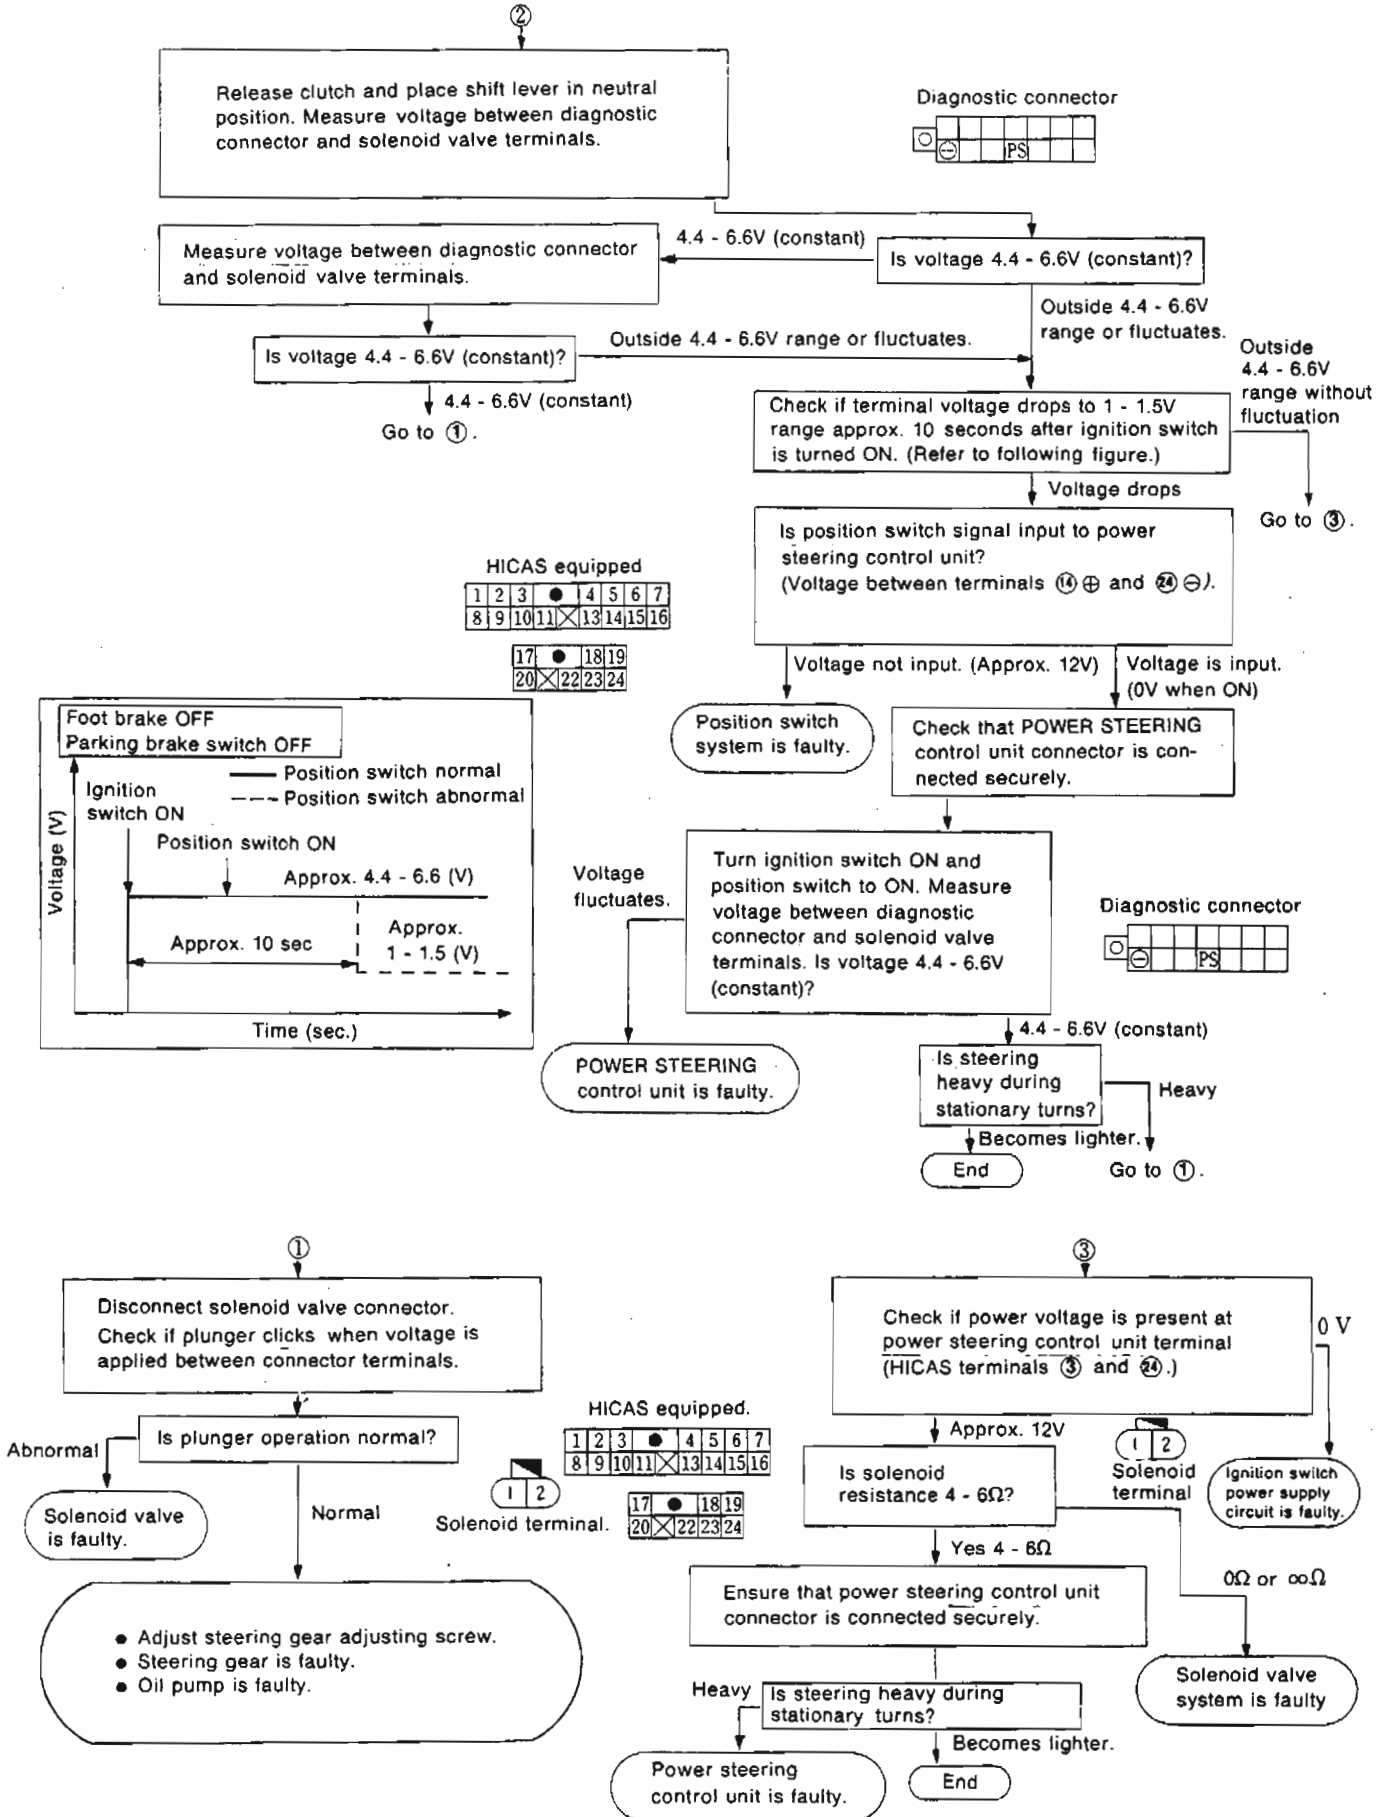 ②
Release clutch and place shift lever in neutral
position. Measure voltage between diagnostic
connector and solenoid valve terminals.
Diagnostic connector
⊖ PS
Measure voltage between diagnostic connector
and solenoid valve terminals.
4.4 - 6.6V (constant)
Is voltage 4.4 - 6.6V (constant)?
Outside 4.4 - 6.6V
range or fluctuates.
Is voltage 4.4 - 6.6V (constant)?
Outside 4.4 - 6.6V range or fluctuates.
4.4 - 6.6V (constant)
Go to ①.
Outside
4.4 - 6.6V
range without
fluctuation
Check if terminal voltage drops to 1 - 1.5V
range approx. 10 seconds after ignition switch
is turned ON. (Refer to following figure.)
Voltage drops
Go to ③.
Is position switch signal input to power
steering control unit?
(Voltage between terminals ⑭ ⊕ and ㉔ ⊖).
HICAS equipped
1 2 3 ● 4 5 6 7
8 9 10 11 13 14 15 16
17 ● 18 19
20 22 23 24
Voltage not input. (Approx. 12V)
Voltage is input.
(0V when ON)
Position switch
system is faulty.
Check that POWER STEERING
control unit connector is con-
nected securely.
Foot brake OFF
Parking brake switch OFF
Position switch normal
Position switch abnormal
Ignition
switch ON
Position switch ON
Voltage (V)
Approx. 4.4 - 6.6 (V)
Approx. 10 sec
Approx.
1 - 1.5 (V)
Time (sec.)
Voltage
fluctuates.
Turn ignition switch ON and
position switch to ON. Measure
voltage between diagnostic
connector and solenoid valve
terminals. Is voltage 4.4 - 6.6V
(constant)?
Diagnostic connector
⊖ PS
4.4 - 6.6V (constant)
POWER STEERING
control unit is faulty.
Is steering
heavy during
stationary turns?
Heavy
Becomes lighter.
End
Go to ①.
①
Disconnect solenoid valve connector.
Check if plunger clicks when voltage is
applied between connector terminals.
Is plunger operation normal?
Abnormal
Solenoid valve
is faulty.
Normal
1 2
Solenoid terminal.
HICAS equipped.
1 2 3 ● 4 5 6 7
8 9 10 11 13 14 15 16
17 ● 18 19
20 22 23 24
● Adjust steering gear adjusting screw.
● Steering gear is faulty.
● Oil pump is faulty.
③
Check if power voltage is present at
power steering control unit terminal
(HICAS terminals ③ and ㉔.)
0 V
Approx. 12V
1 2
Solenoid
terminal
Ignition switch
power supply
circuit is faulty.
Is solenoid
resistance 4 - 6Ω?
Yes 4 - 6Ω
0Ω or ∞Ω
Ensure that power steering control unit
connector is connected securely.
Solenoid valve
system is faulty
Heavy
Is steering heavy during
stationary turns?
Becomes lighter.
Power steering
control unit is faulty.
End